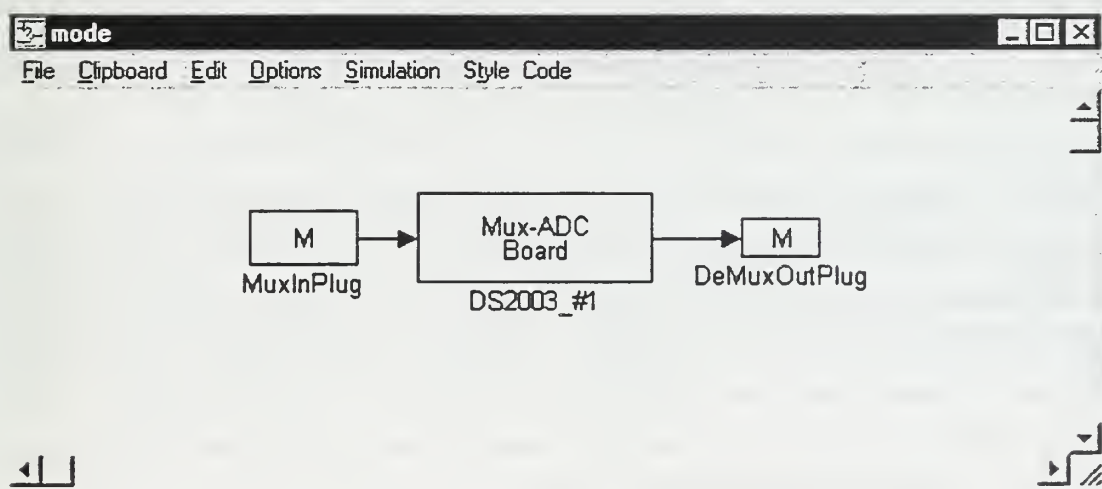 mode
File Clipboard Edit Options Simulation Style Code
M
MuxInPlug
Mux-ADC
Board
DS2003_#1
M
DeMuxOutPlug